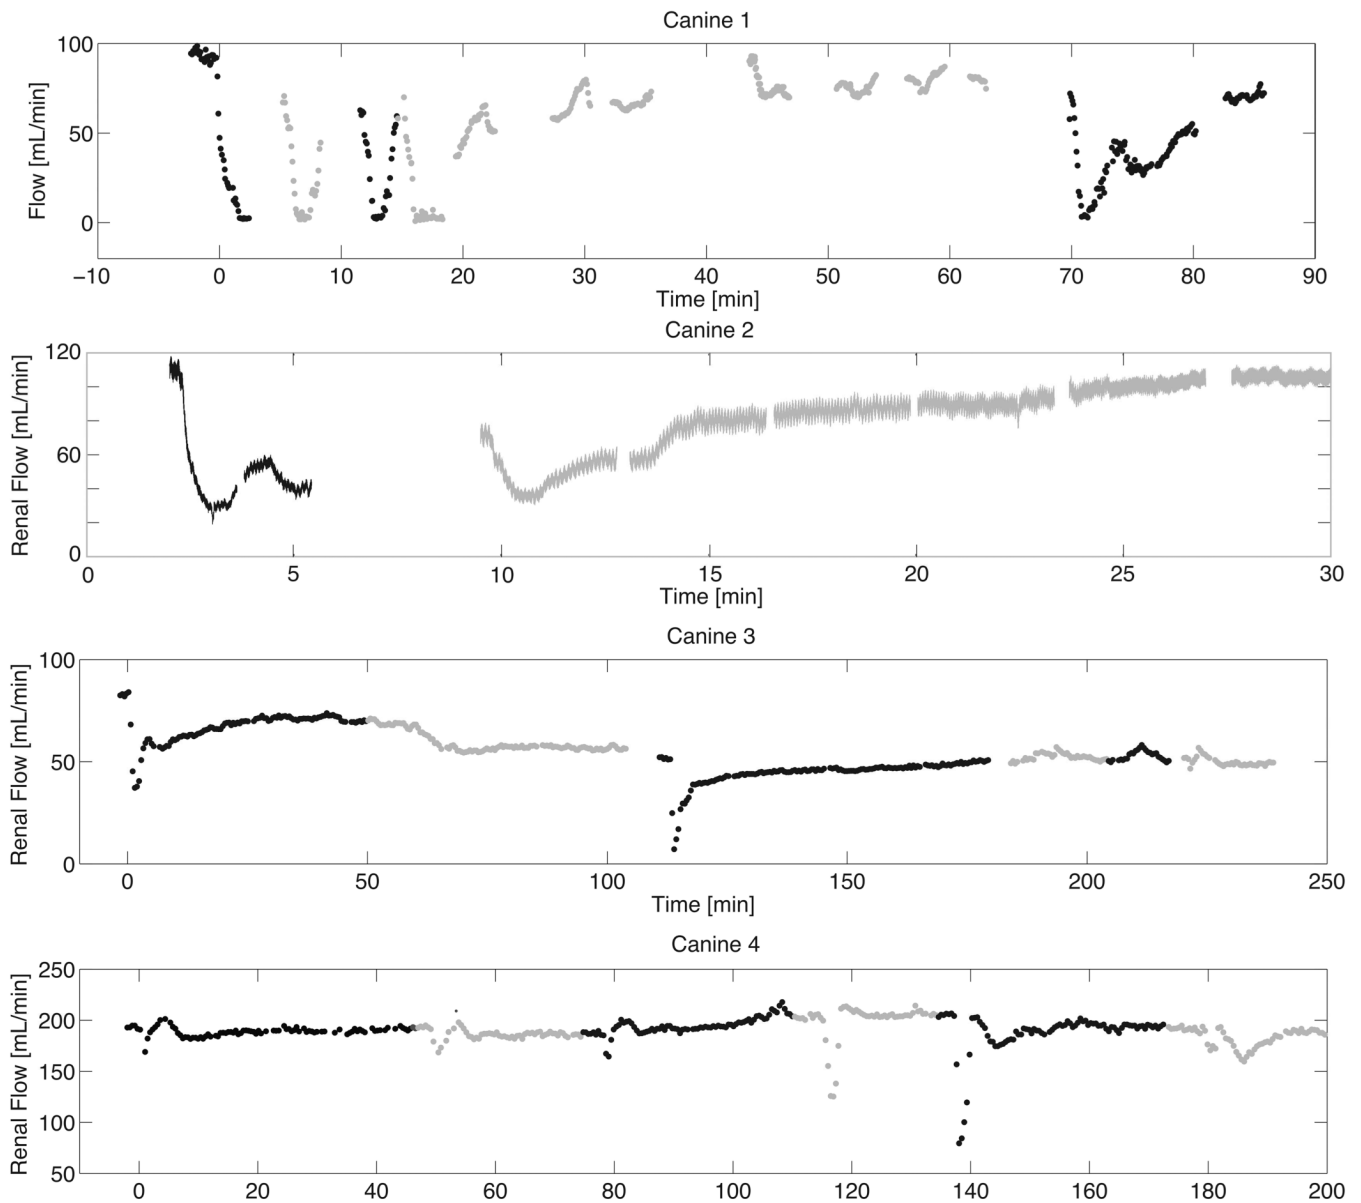 Canine 1
Flow [mL/min]
100
50
0
−10 0 10 20 30 40 50 60 70 80 90
Time [min]
Canine 2
Renal Flow [mL/min]
120
60
0
0 5 10 15 20 25 30
Time [min]
Canine 3
Renal Flow [mL/min]
100
50
0
0 50 100 150 200 250
Time [min]
Canine 4
Renal Flow [mL/min]
250
200
150
100
50
0 20 40 60 80 100 120 140 160 180 200